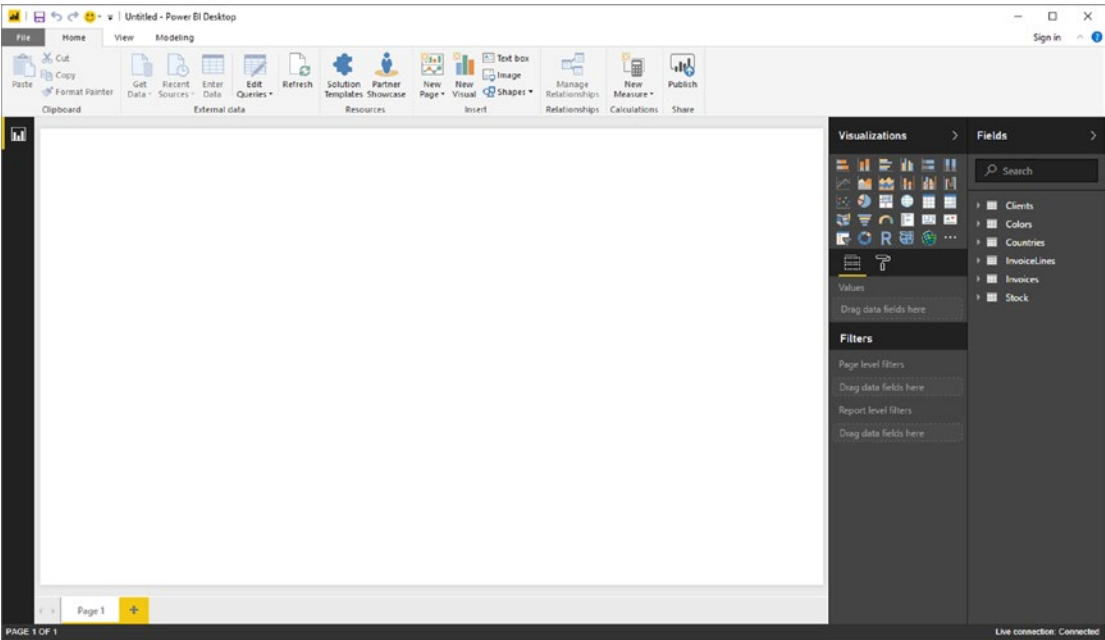 Untitled - Power BI Desktop
File Home View Modeling Sign in
Paste
Cut
Copy
Format Painter
Clipboard
Get Data
Recent Sources
Enter Data
Edit Queries
Refresh
External data
Solution Templates
Partner Showcase
Resources
New Page
New Visual
Text box
Image
Shapes
Insert
Manage Relationships
Relationships
New Measure
Calculations
Publish
Share
Visualizations
R
Values
Drag data fields here
Filters
Page level filters
Drag data fields here
Report level filters
Drag data fields here
Fields
Search
Clients
Colors
Countries
InvoiceLines
Invoices
Stock
Page 1
PAGE 1 OF 1
Live connection: Connected